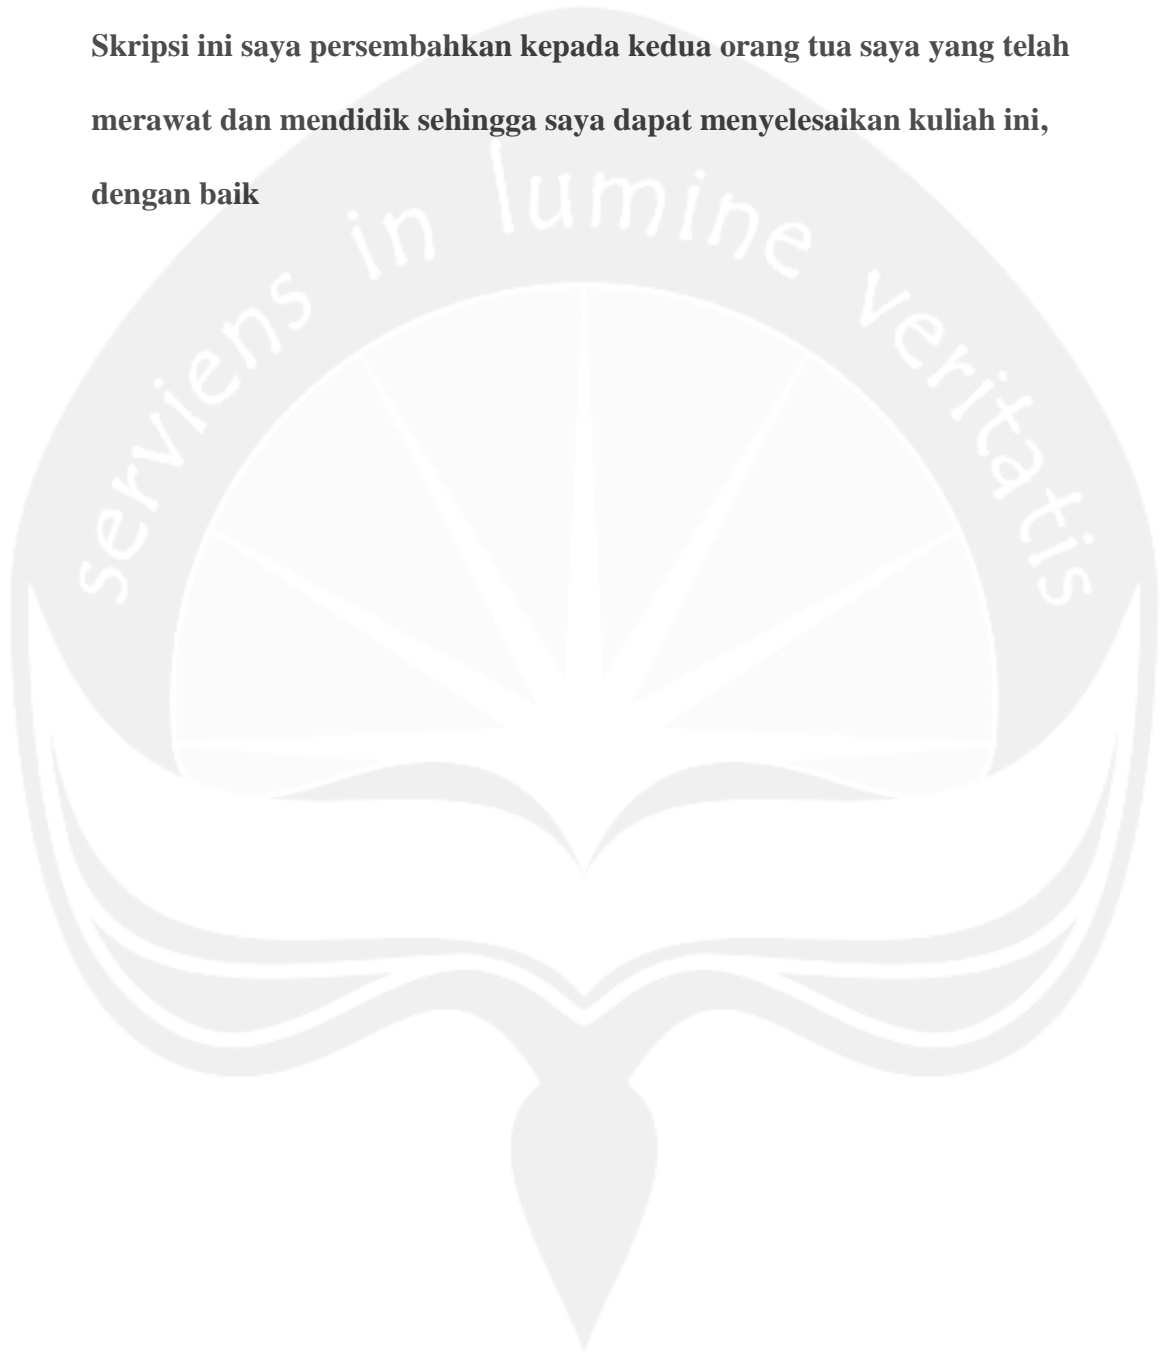 Skripsi ini saya persembahkan kepada kedua orang tua saya yang telah
merawat dan mendidik sehingga saya dapat menyelesaikan kuliah ini,
dengan baik
serviens in lumine veritatis